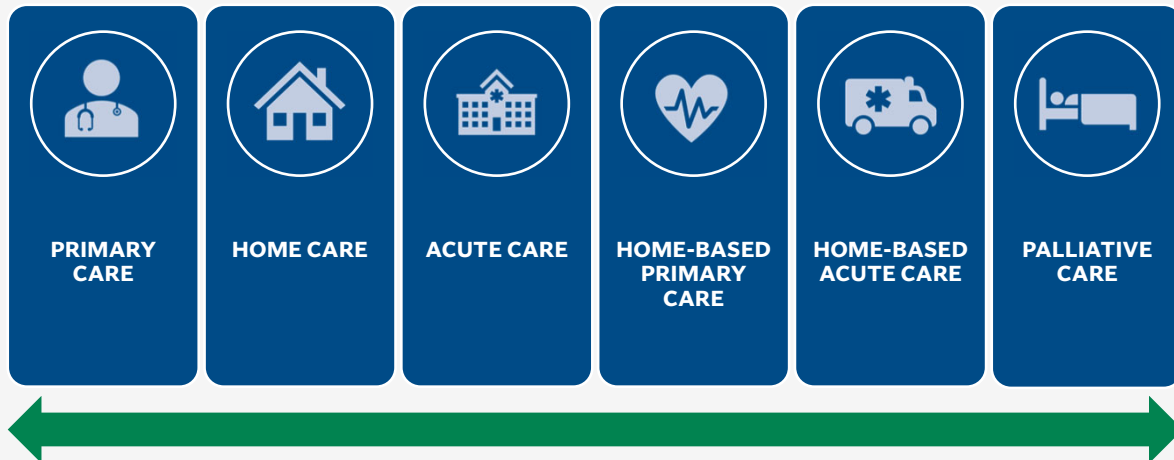 PRIMARY
CARE
HOME CARE
ACUTE CARE
HOME-BASED
PRIMARY
CARE
HOME-BASED
ACUTE CARE
PALLIATIVE
CARE